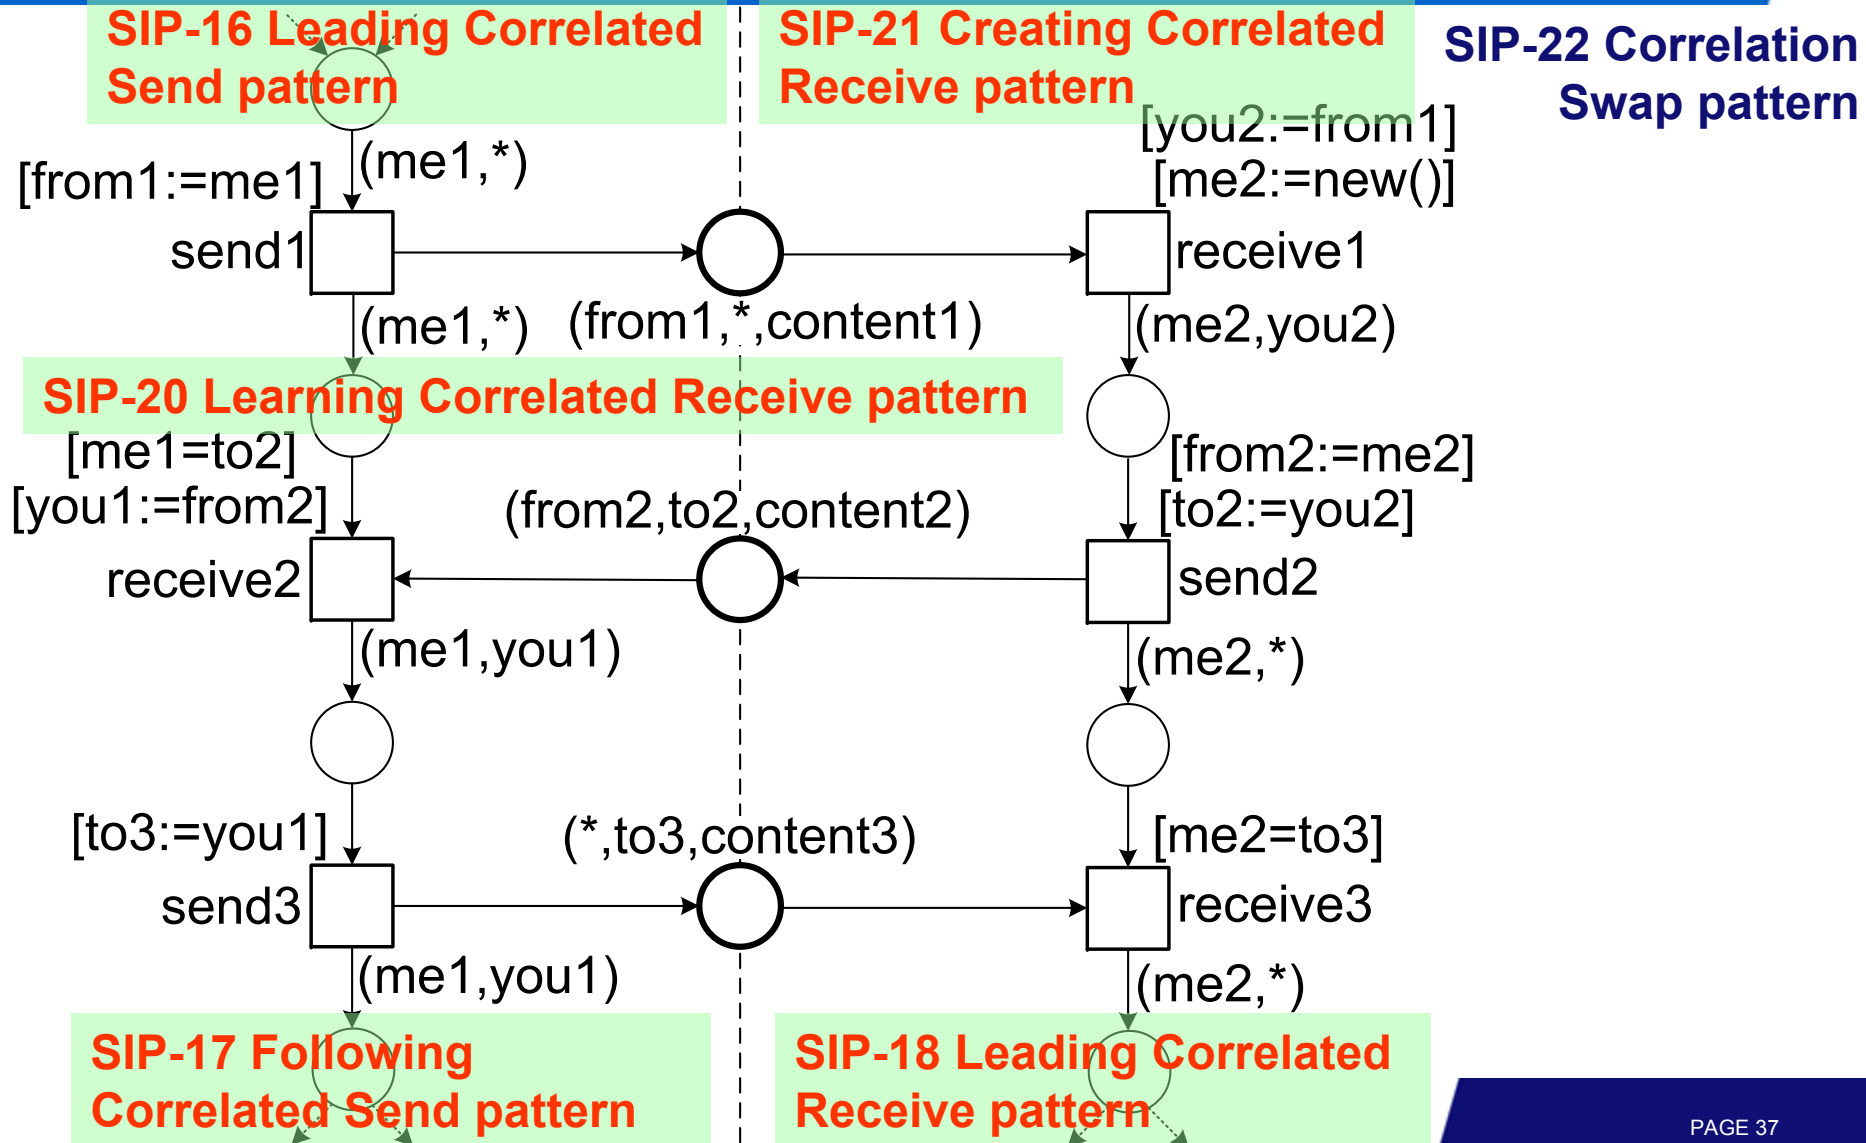 SIP-16 Leading Correlated
Send pattern
SIP-21 Creating Correlated
Receive pattern
SIP-22 Correlation
Swap pattern
[you2:=from1]
[me2:=new()]
(me1,*)
[from1:=me1]
send1
receive1
(me1,*)
(from1,*,content1)
(me2,you2)
SIP-20 Learning Correlated Receive pattern
[me1=to2]
[you1:=from2]
(from2,to2,content2)
[from2:=me2]
[to2:=you2]
receive2
send2
(me1,you1)
(me2,*)
[to3:=you1]
(*,to3,content3)
[me2=to3]
send3
receive3
(me1,you1)
(me2,*)
SIP-17 Following
Correlated Send pattern
SIP-18 Leading Correlated
Receive pattern
PAGE 37